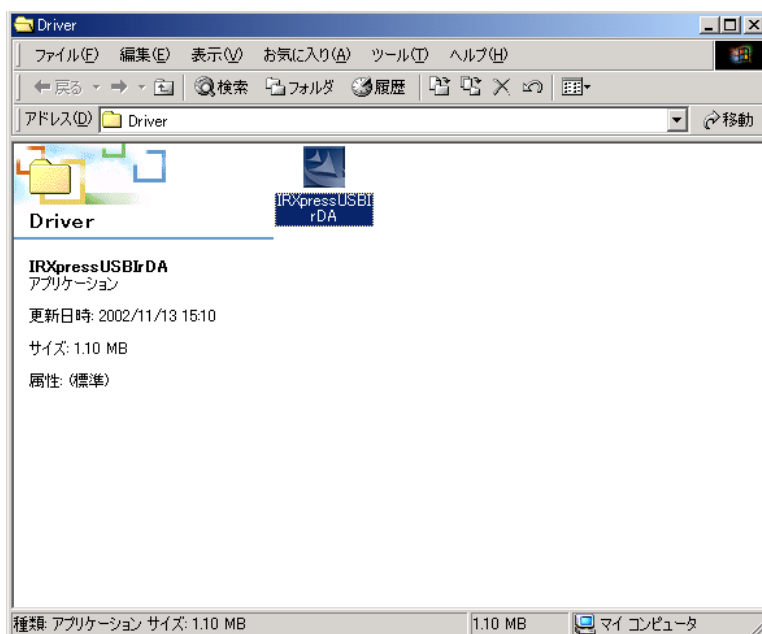 Driver
ファイル(F) 編集(E) 表示(V) お気に入り(A) ツール(T) ヘルプ(H)
戻る 検索 フォルダ 履歴
アドレス(D) Driver 移動
Driver
IRXpressUSBIrDA
アプリケーション
更新日時: 2002/11/13 15:10
サイズ: 1.10 MB
属性: (標準)
IRXpressUSBI
rDA
種類: アプリケーション サイズ: 1.10 MB 1.10 MB マイ コンピュータ